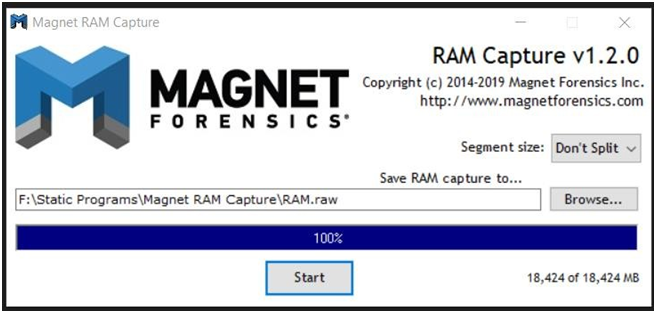 Magnet RAM Capture
RAM Capture v1.2.0
Copyright (c) 2014-2019 Magnet Forensics Inc.
http://www.magnetforensics.com
MAGNET
FORENSICS®
Segment size: Don't Split
Save RAM capture to...
F:\Static Programs\Magnet RAM Capture\RAM.raw Browse...
100%
Start 18,424 of 18,424 MB